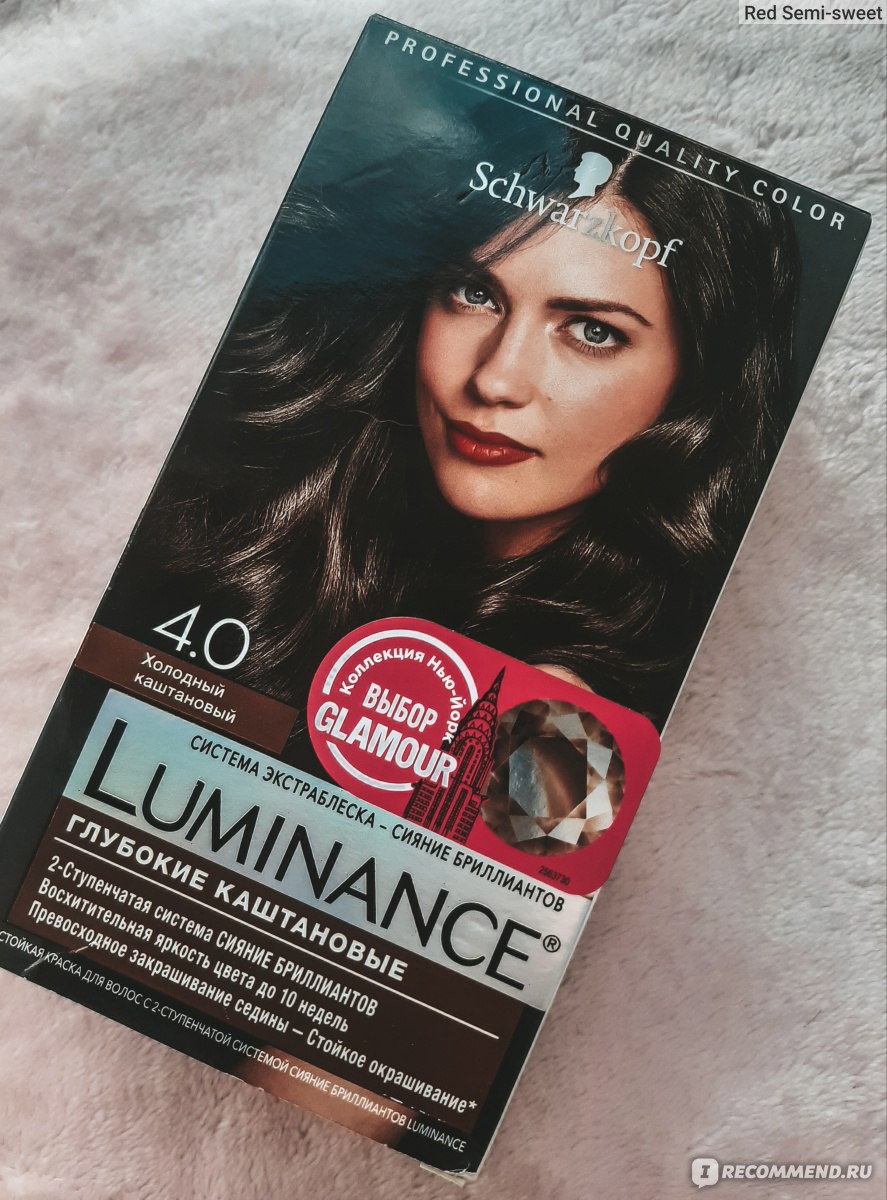 Red Semi-sweet
PROFESSIONAL QUALITY COLOR
Schwarzkopf
4.0
Холодный
каштановый
Коллекция Нью-Йорк
ВЫБОР
GLAMOUR
2563736
СИСТЕМА ЭКСТРАБЛЕСКА – СИЯНИЕ БРИЛЛИАНТОВ
LUMINANCE®
ГЛУБОКИЕ КАШТАНОВЫЕ
2-Ступенчатая система СИЯНИЕ БРИЛЛИАНТОВ
Восхитительная яркость цвета до 10 недель
Превосходное закрашивание седины – Стойкое окрашивание*
СТОЙКАЯ КРАСКА ДЛЯ ВОЛОС С 2-СТУПЕНЧАТОЙ СИСТЕМОЙ СИЯНИЕ БРИЛЛИАНТОВ LUMINANCE
IRECOMMEND.RU